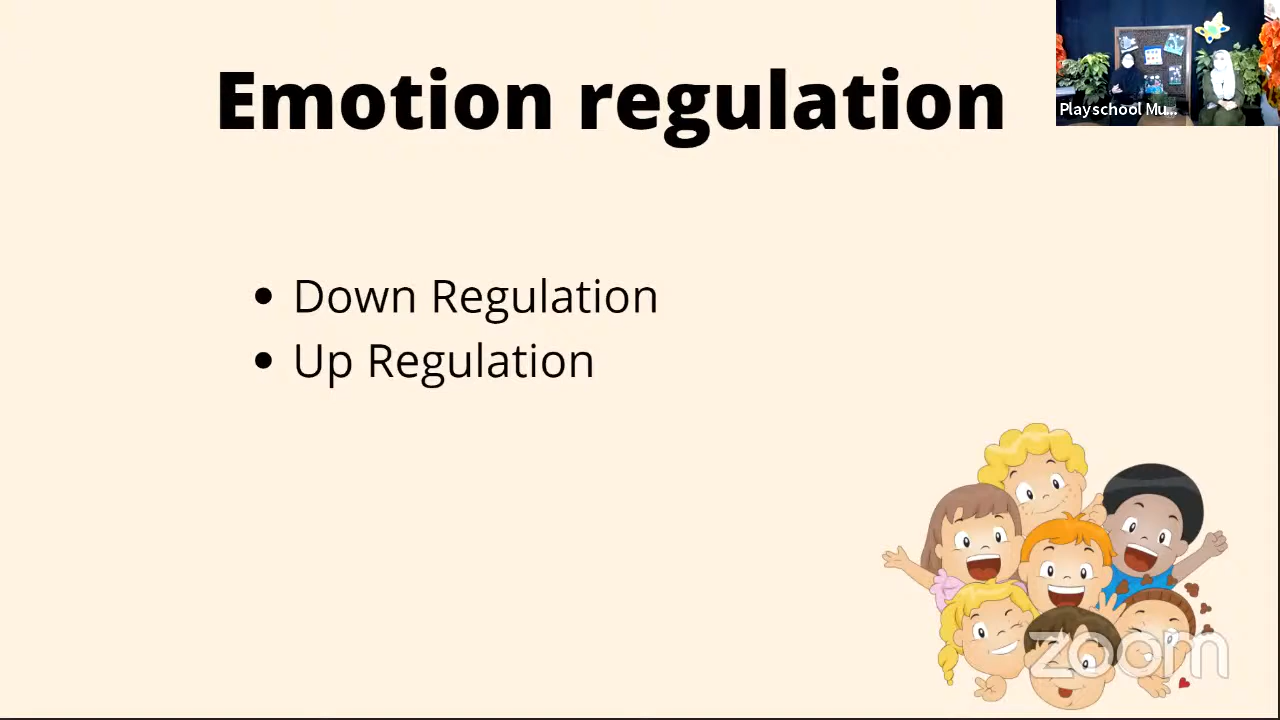 Emotion regulation
Playschool Mu...
• Down Regulation
• Up Regulation
zoom